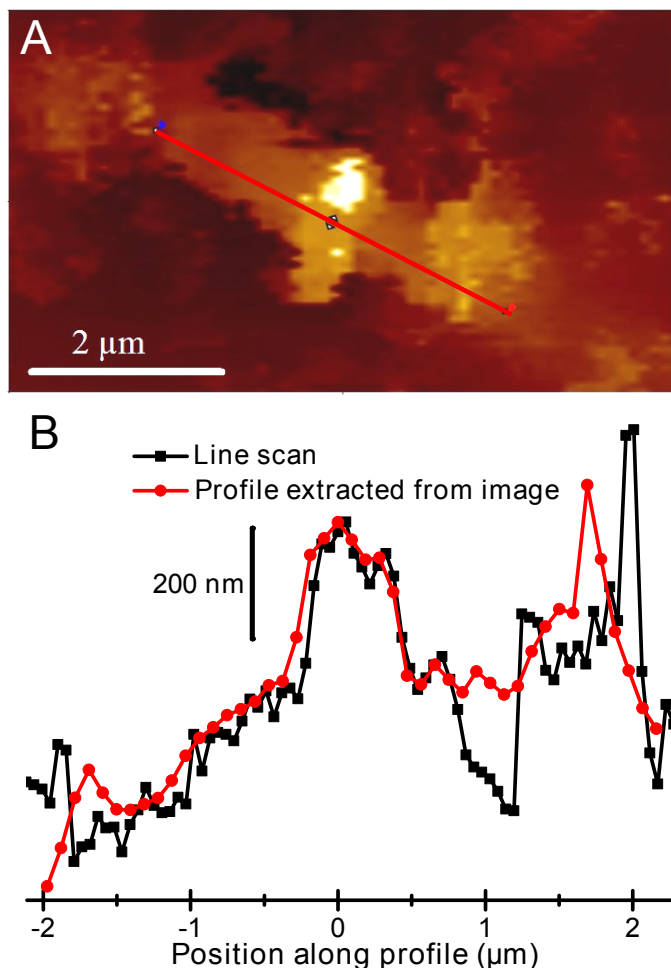 A
2 µm
B
Line scan
Profile extracted from image
200 nm
-2 -1 0 1 2
Position along profile (µm)